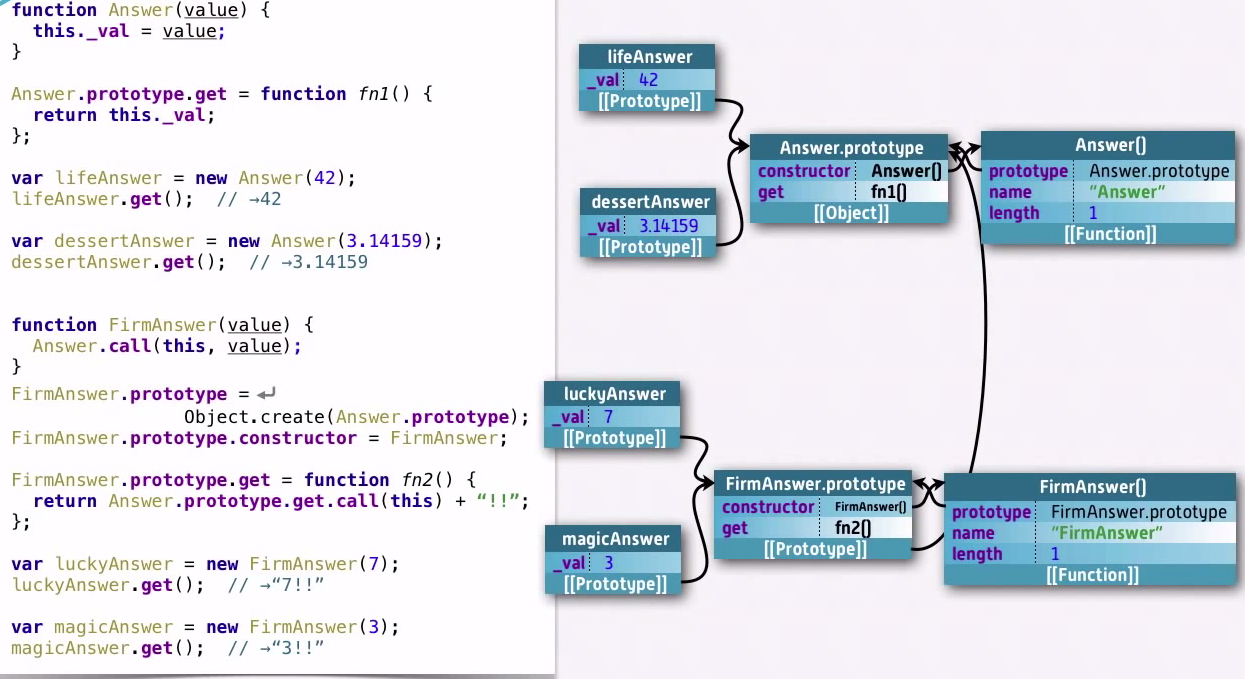 function Answer(value) {
  this._val = value;
}
Answer.prototype.get = function fn1() {
  return this._val;
};
var lifeAnswer = new Answer(42);
lifeAnswer.get();  // →42
var dessertAnswer = new Answer(3.14159);
dessertAnswer.get();  // →3.14159
function FirmAnswer(value) {
  Answer.call(this, value);
}
FirmAnswer.prototype = ↵
Object.create(Answer.prototype);
FirmAnswer.prototype.constructor = FirmAnswer;
FirmAnswer.prototype.get = function fn2() {
  return Answer.prototype.get.call(this) + “!!”;
};
var luckyAnswer = new FirmAnswer(7);
luckyAnswer.get();  // →“7!!”
var magicAnswer = new FirmAnswer(3);
magicAnswer.get();  // →“3!!”
lifeAnswer
_val 42
[[Prototype]]
dessertAnswer
_val 3.14159
[[Prototype]]
Answer.prototype
constructor Answer()
get fn1()
[[Object]]
Answer()
prototype Answer.prototype
name “Answer”
length 1
[[Function]]
luckyAnswer
_val 7
[[Prototype]]
magicAnswer
_val 3
[[Prototype]]
FirmAnswer.prototype
constructor FirmAnswer()
get fn2()
[[Prototype]]
FirmAnswer()
prototype FirmAnswer.prototype
name “FirmAnswer”
length 1
[[Function]]